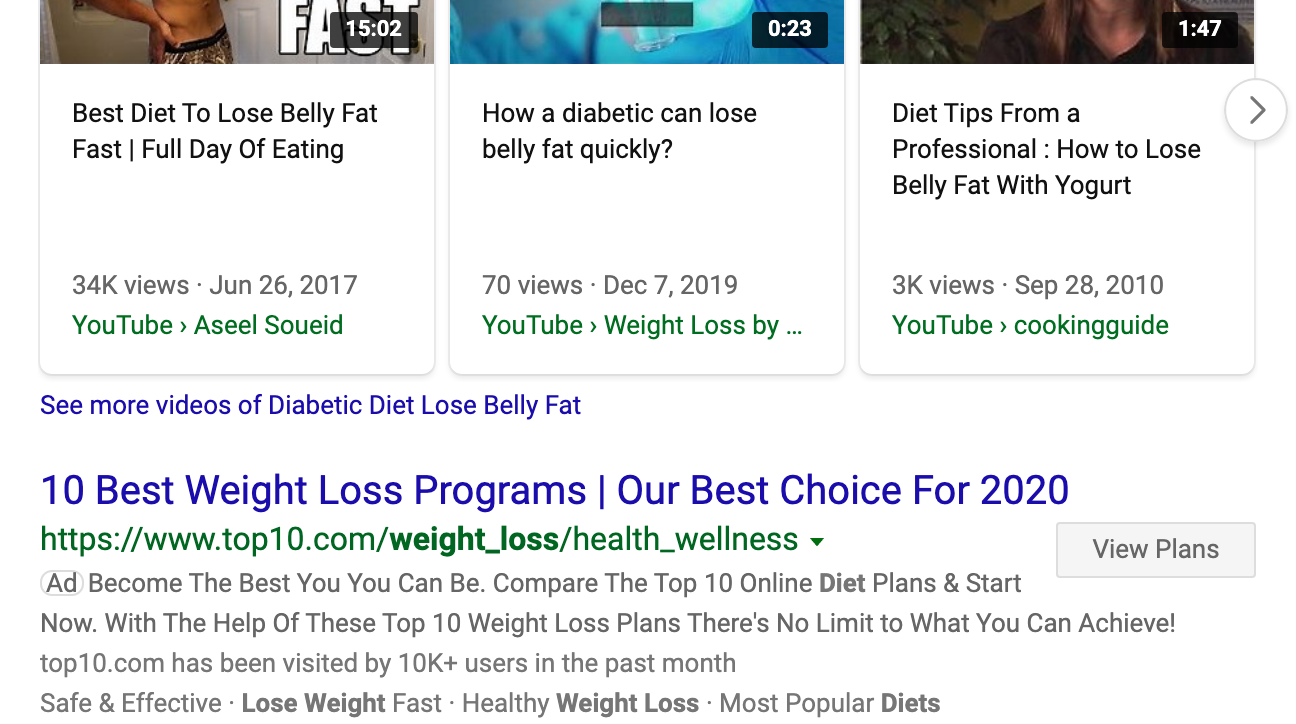 FAST
15:02
0:23
1:47
Best Diet To Lose Belly Fat
Fast | Full Day Of Eating
34K views · Jun 26, 2017
YouTube › Aseel Soueid
How a diabetic can lose
belly fat quickly?
70 views · Dec 7, 2019
YouTube › Weight Loss by ...
Diet Tips From a
Professional : How to Lose
Belly Fat With Yogurt
3K views · Sep 28, 2010
YouTube › cookingguide
See more videos of Diabetic Diet Lose Belly Fat
10 Best Weight Loss Programs | Our Best Choice For 2020
https://www.top10.com/weight_loss/health_wellness
View Plans
Ad Become The Best You You Can Be. Compare The Top 10 Online Diet Plans & Start
Now. With The Help Of These Top 10 Weight Loss Plans There's No Limit to What You Can Achieve!
top10.com has been visited by 10K+ users in the past month
Safe & Effective · Lose Weight Fast · Healthy Weight Loss · Most Popular Diets